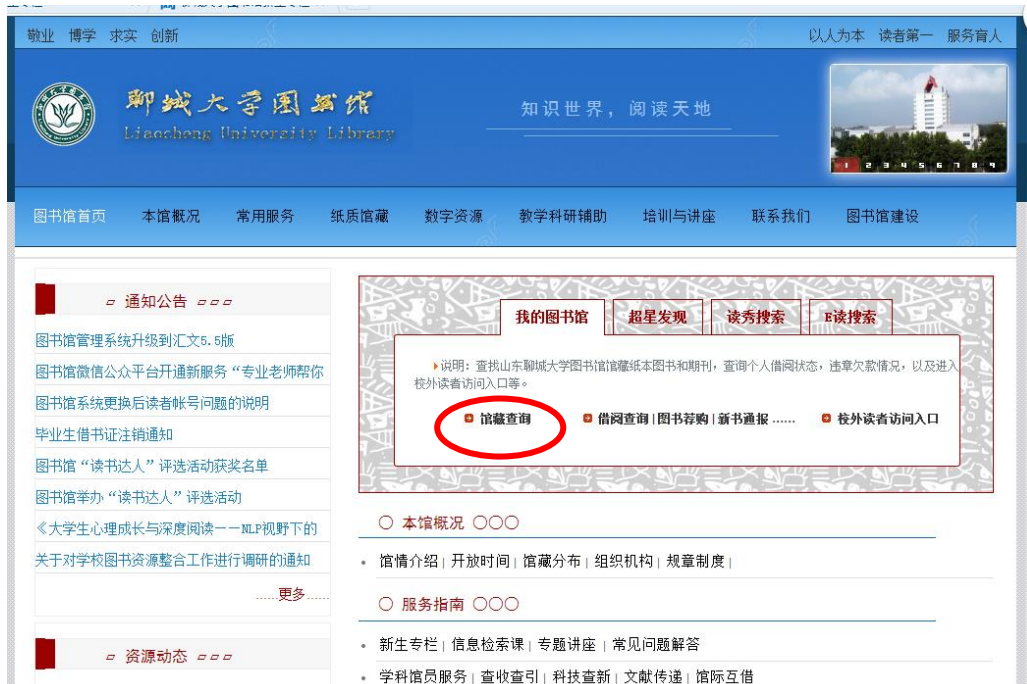 敬业 博学 求实 创新
以人为本 读者第一 服务育人
聊城大学图书馆
Liaocheng University Library
知识世界，阅读天地
1 2 3 4 5 6 7 8 9
图书馆首页 本馆概况 常用服务 纸质馆藏 数字资源 教学科研辅助 培训与讲座 联系我们 图书馆建设
通知公告
图书馆管理系统升级到汇文5.5版
图书馆微信公众平台开通新服务“专业老师帮你
图书馆系统更换后读者帐号问题的说明
毕业生借书证注销通知
图书馆“读书达人”评选活动获奖名单
图书馆举办“读书达人”评选活动
《大学生心理成长与深度阅读——NLP视野下的
关于对学校图书资源整合工作进行调研的通知
......更多......
资源动态
我的图书馆 超星发现 读秀搜索 E读搜索
说明：查找山东聊城大学图书馆馆藏纸本图书和期刊，查询个人借阅状态，违章欠款情况，以及进入
校外读者访问入口等。
馆藏查询 借阅查询|图书荐购|新书通报 ...... 校外读者访问入口
〇 本馆概况 〇〇〇
馆情介绍| 开放时间| 馆藏分布| 组织机构| 规章制度|
〇 服务指南 〇〇〇
新生专栏| 信息检索课| 专题讲座 | 常见问题解答
学科馆员服务| 查收查引| 科技查新| 文献传递| 馆际互借